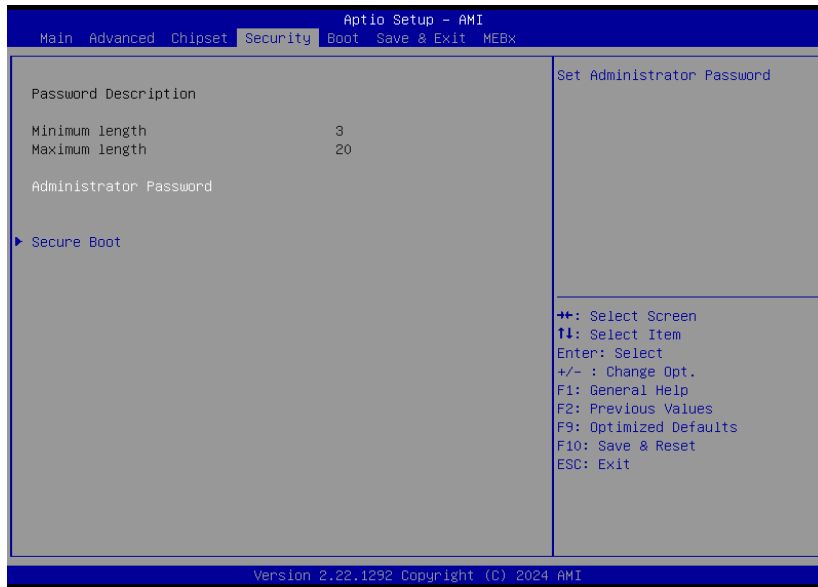 Aptio Setup – AMI
Main Advanced Chipset Security Boot Save & Exit MEBx
Password Description
Minimum length 3
Maximum length 20
Administrator Password
▶ Secure Boot
Set Administrator Password
→←: Select Screen
↑↓: Select Item
Enter: Select
+/- : Change Opt.
F1: General Help
F2: Previous Values
F9: Optimized Defaults
F10: Save & Reset
ESC: Exit
Version 2.22.1292 Copyright (C) 2024 AMI